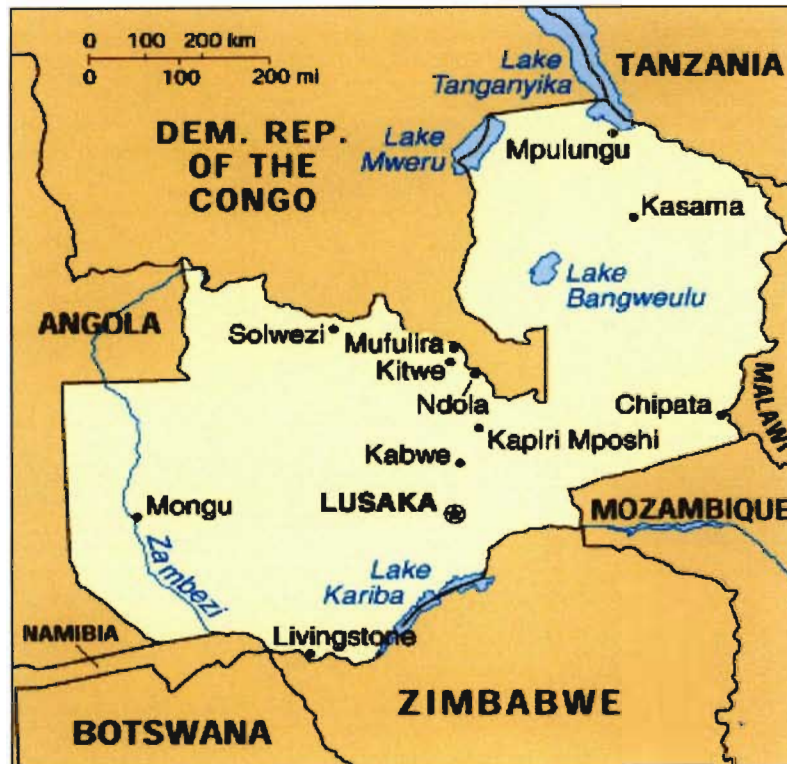 0 100 200 km
0 100 200 mi
Lake
Tanganyika
TANZANIA
DEM. REP.
OF THE
CONGO
Lake
Mweru
Mpulungu
Kasama
Lake
Bangweulu
ANGOLA
Solwezi
Mufulira
Kitwe
Ndola
MALAWI
Chipata
Kapiri Mposhi
Kabwe
Mongu
LUSAKA
MOZAMBIQUE
Zambezi
Lake
Kariba
NAMIBIA
Livingstone
ZIMBABWE
BOTSWANA